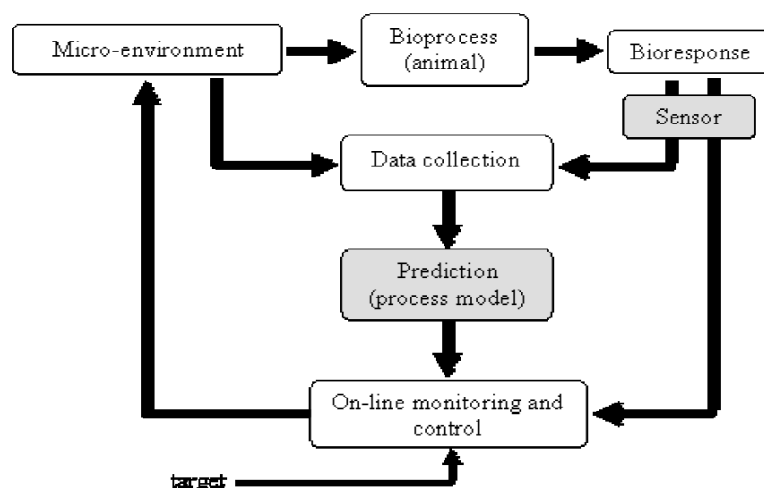 Micro-environment
Bioprocess
(animal)
Bioresponse
Sensor
Data collection
Prediction
(process model)
On-line monitoring and
control
target